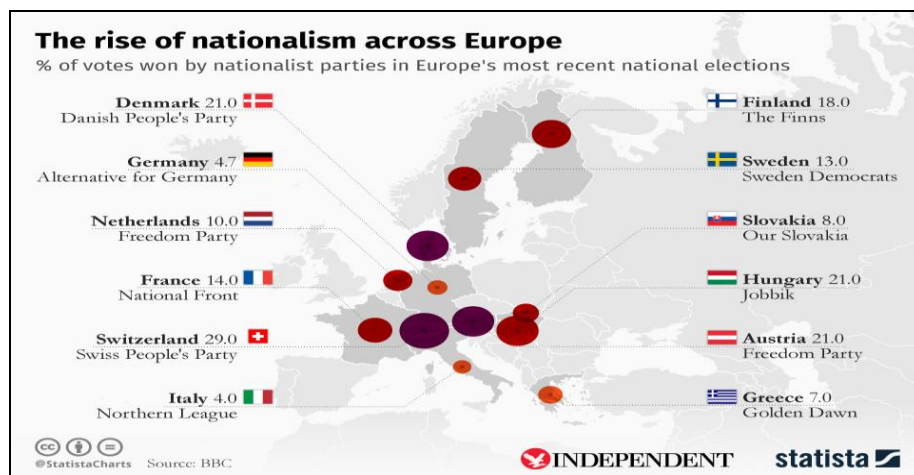 The rise of nationalism across Europe
% of votes won by nationalist parties in Europe's most recent national elections
Denmark 21.0
Danish People's Party
Germany 4.7
Alternative for Germany
Netherlands 10.0
Freedom Party
France 14.0
National Front
Switzerland 29.0
Swiss People's Party
Italy 4.0
Northern League
Finland 18.0
The Finns
Sweden 13.0
Sweden Democrats
Slovakia 8.0
Our Slovakia
Hungary 21.0
Jobbik
Austria 21.0
Freedom Party
Greece 7.0
Golden Dawn
cc
@StatistaCharts Source: BBC
INDEPENDENT
statista